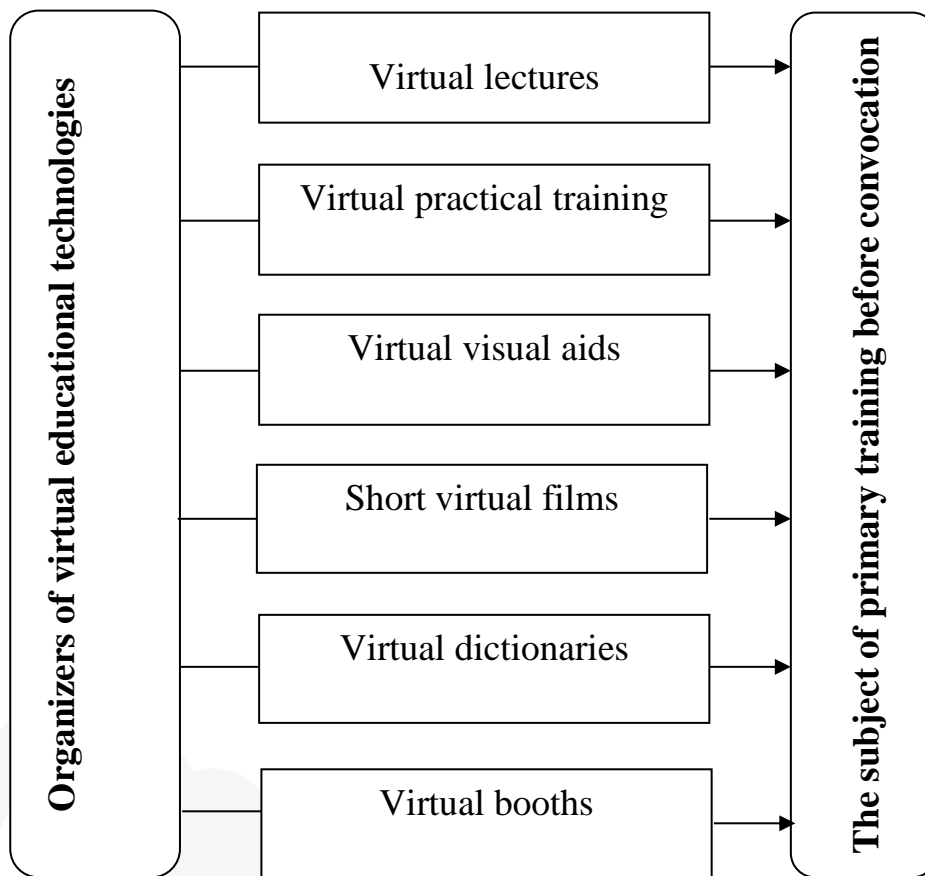 Organizers of virtual educational technologies
Virtual lectures
Virtual practical training
Virtual visual aids
Short virtual films
Virtual dictionaries
Virtual booths
The subject of primary training before convocation